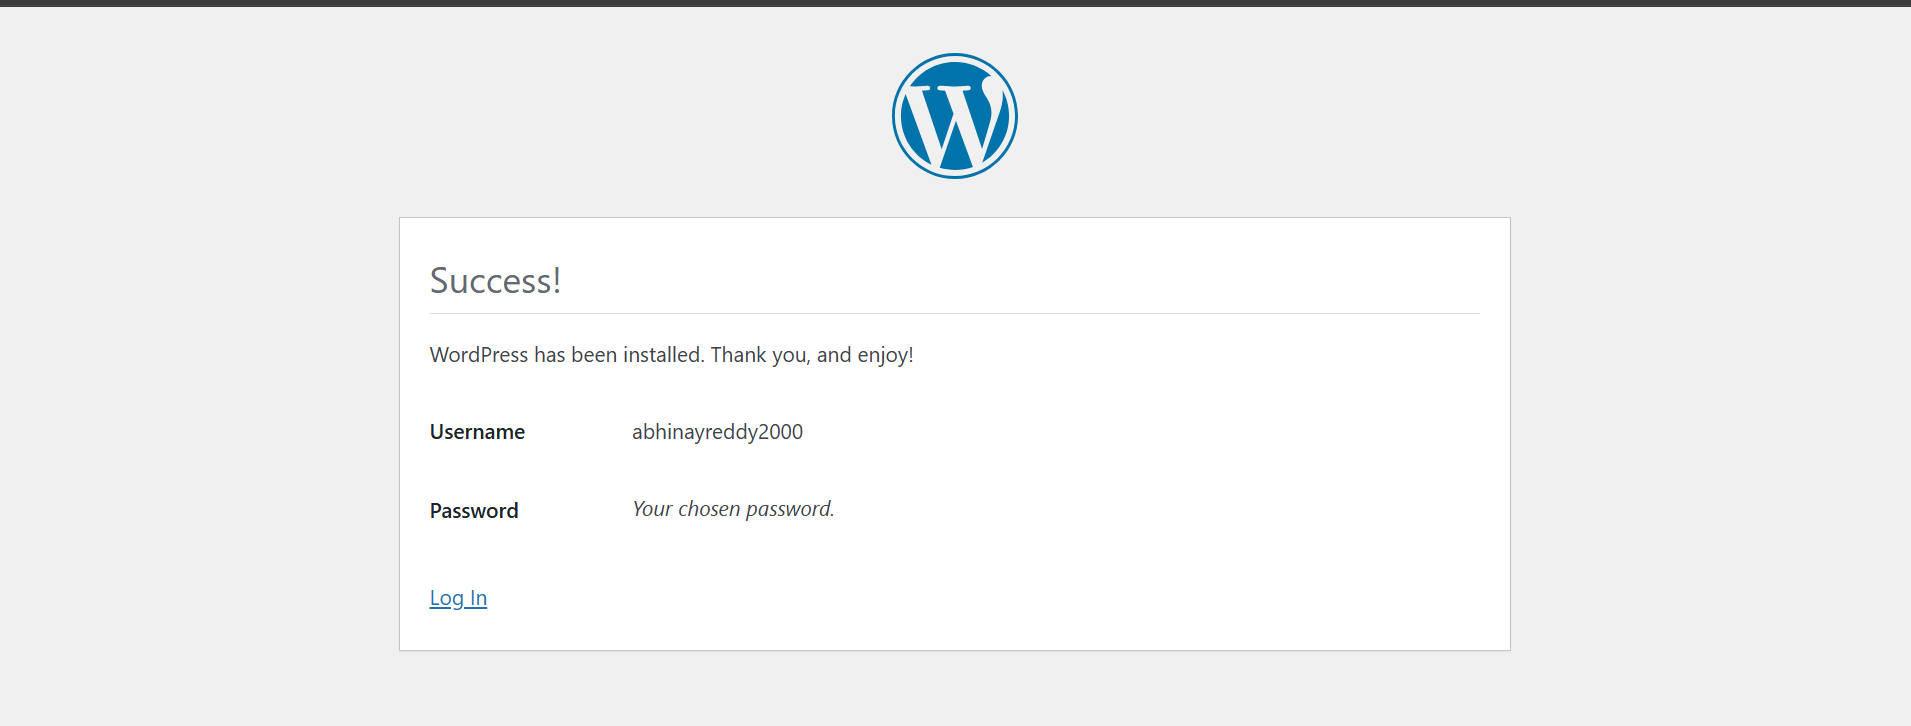 Success!
WordPress has been installed. Thank you, and enjoy!
Username abhinayreddy2000
Password Your chosen password.
Log In